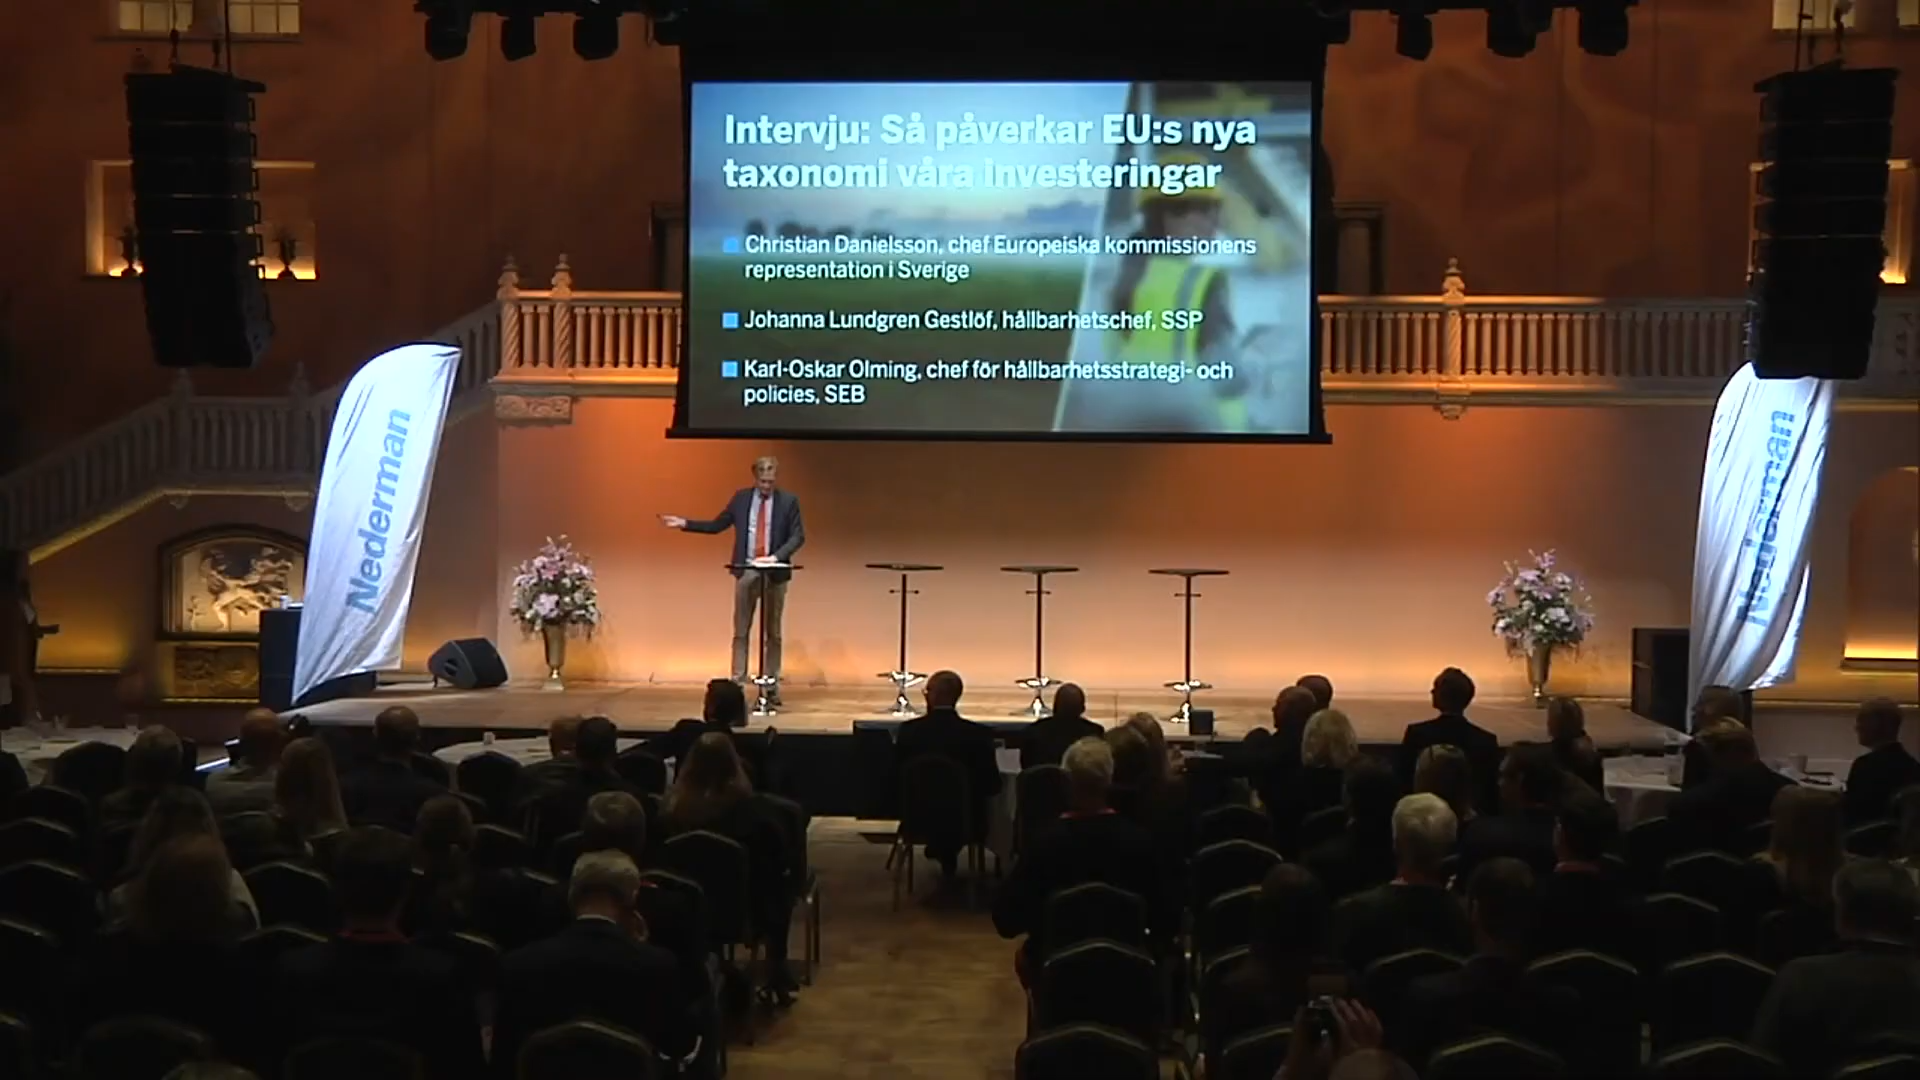 Intervju: Så påverkar EU:s nya
taxonomi våra investeringar
Christian Danielsson, chef Europeiska kommissionens
representation i Sverige
Johanna Lundgren Gestlöf, hållbarhetschef, SSP
Karl-Oskar Olming, chef för hållbarhetsstrategi- och
policies, SEB
Nederman
Nederman